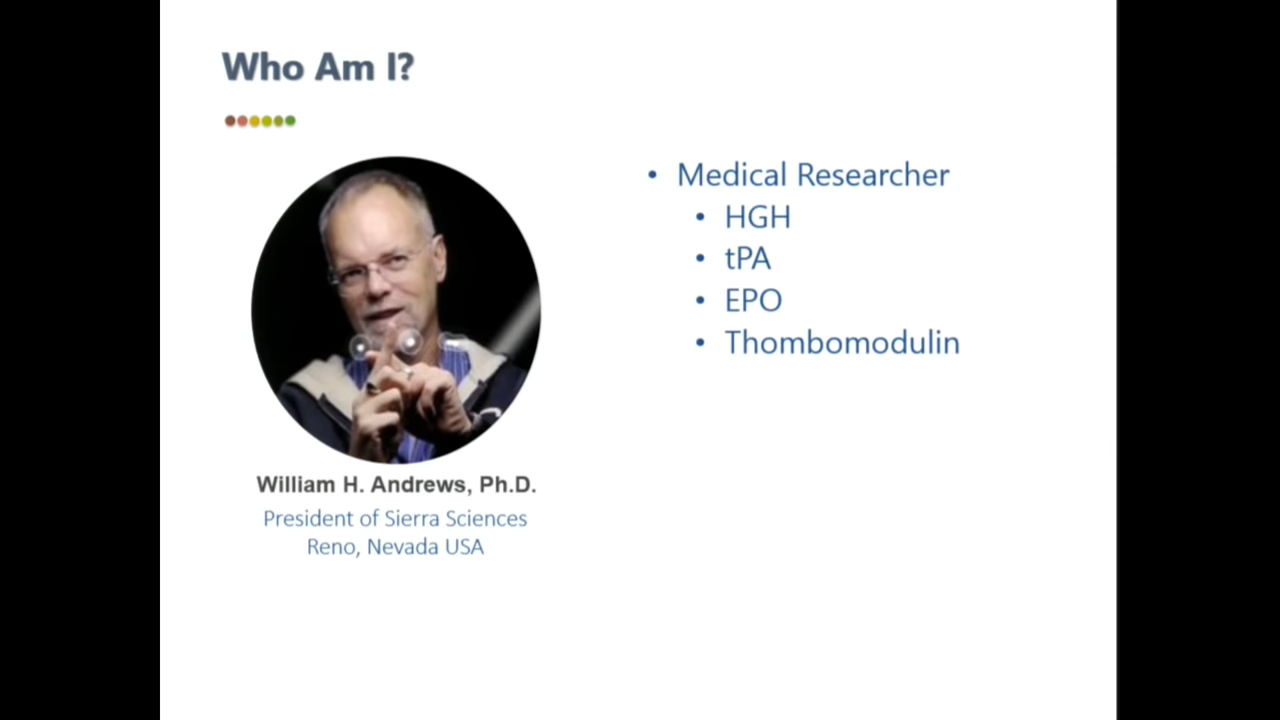 Who Am I?
• Medical Researcher
• HGH
• tPA
• EPO
• Thombomodulin
William H. Andrews, Ph.D.
President of Sierra Sciences
Reno, Nevada USA